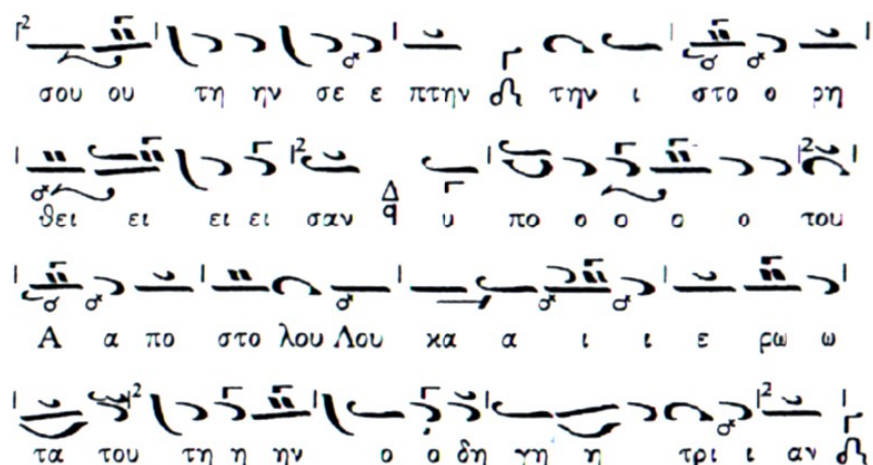 σου ου τη ην σε ε πτην την ι στο ο ρη
θει ει ει ει σαν Δ q υ πο ο ο ο ο του
Α α πο στο λου Λου κα α ι ι ε ρω ω
τα του τη η ην ο ο δη γη η τρι ι αν